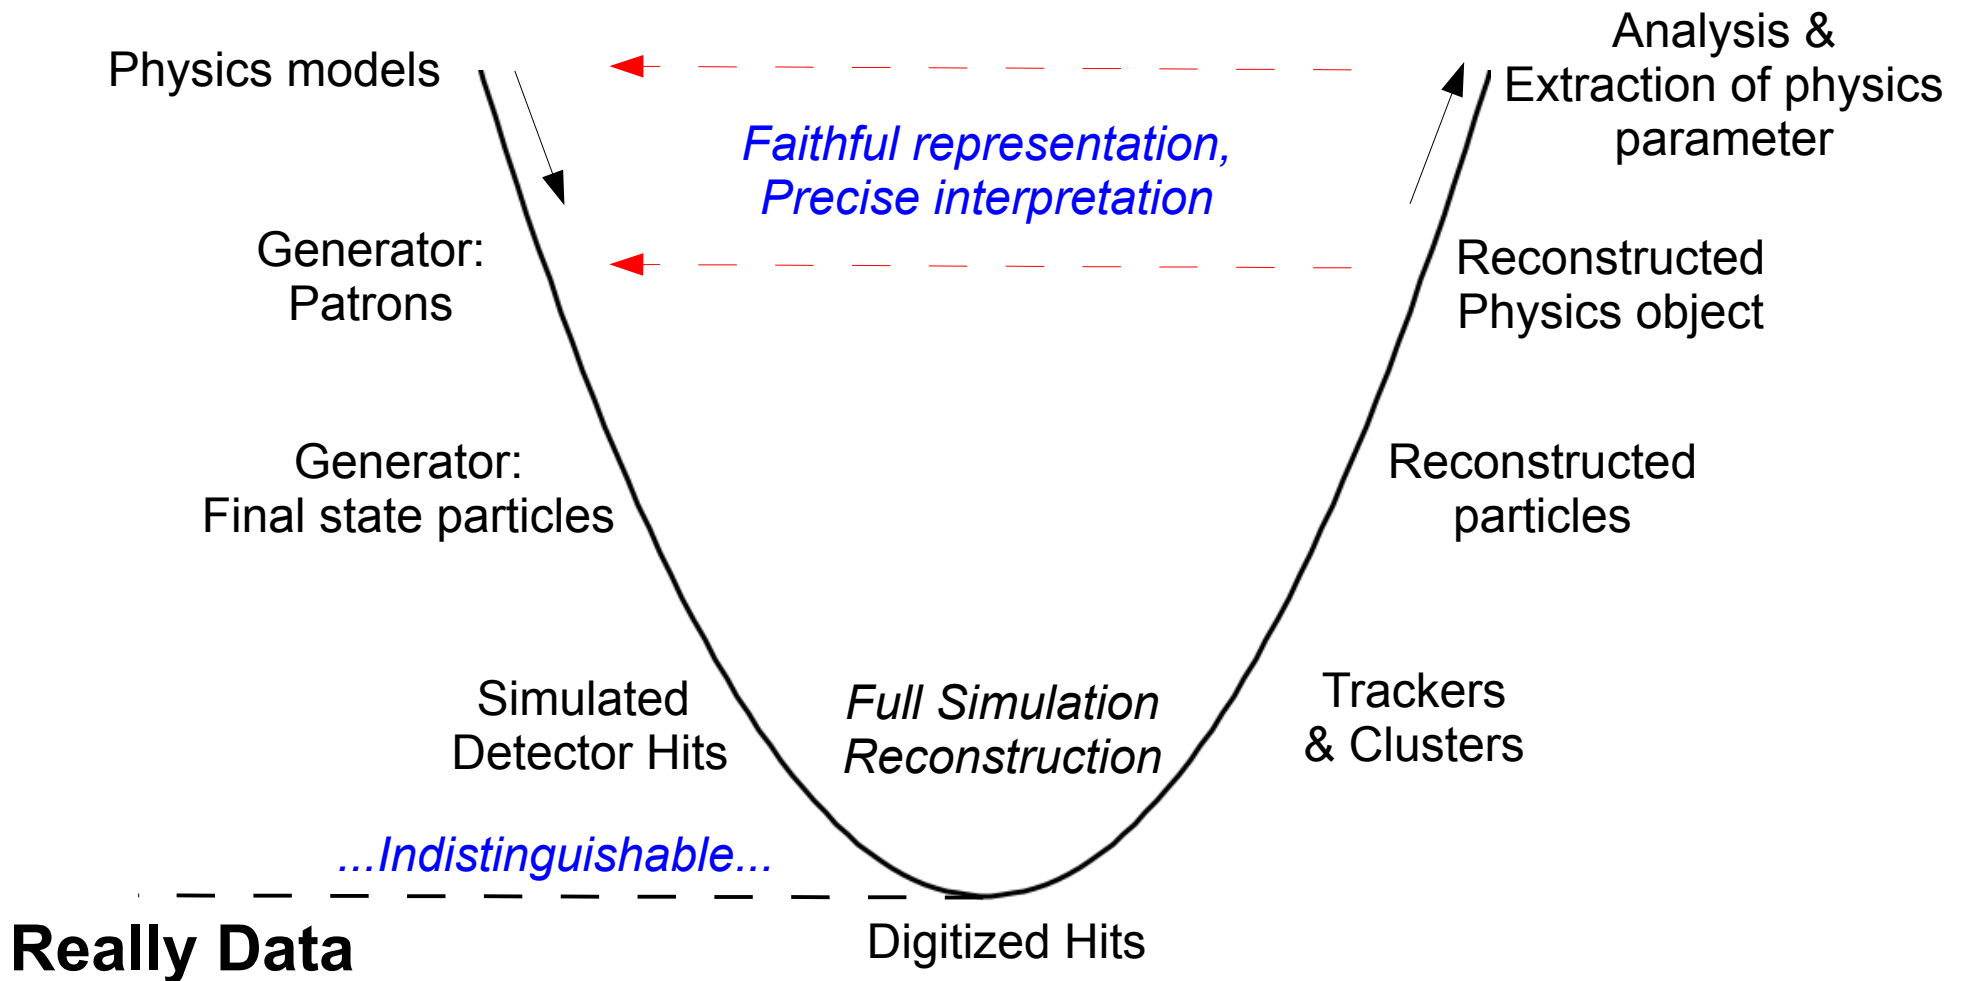 Physics models
Analysis &
Extraction of physics
parameter
Faithful representation,
Precise interpretation
Generator:
Patrons
Reconstructed
Physics object
Generator:
Final state particles
Reconstructed
particles
Simulated
Detector Hits
Full Simulation
Reconstruction
Trackers
& Clusters
...Indistinguishable...
Really Data
Digitized Hits